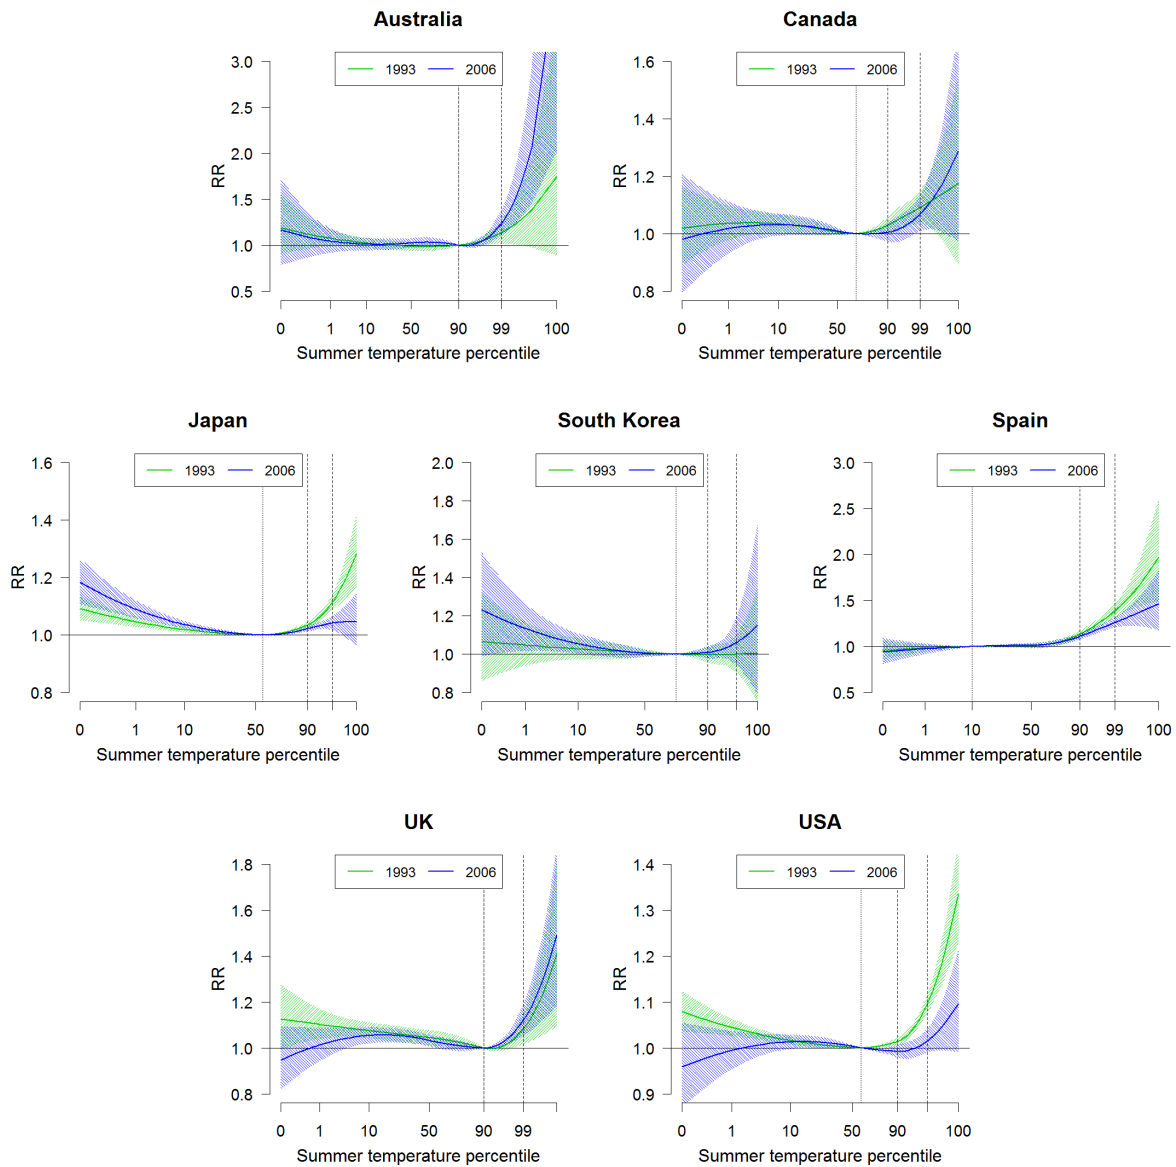 Australia
1993 2006
3.0
2.5
2.0
1.5
1.0
0.5
RR
0 1 10 50 90 99 100
Summer temperature percentile
Canada
1993 2006
1.6
1.4
1.2
1.0
0.8
RR
0 1 10 50 90 99 100
Summer temperature percentile
Japan
1993 2006
1.6
1.4
1.2
1.0
0.8
RR
0 1 10 50 90 100
Summer temperature percentile
South Korea
1993 2006
2.0
1.8
1.6
1.4
1.2
1.0
0.8
RR
0 1 10 50 90 100
Summer temperature percentile
Spain
1993 2006
3.0
2.5
2.0
1.5
1.0
0.5
RR
0 1 10 50 90 99 100
Summer temperature percentile
UK
1993 2006
1.8
1.6
1.4
1.2
1.0
0.8
RR
0 1 10 50 90 99
Summer temperature percentile
USA
1993 2006
1.4
1.3
1.2
1.1
1.0
0.9
RR
0 1 10 50 90 100
Summer temperature percentile